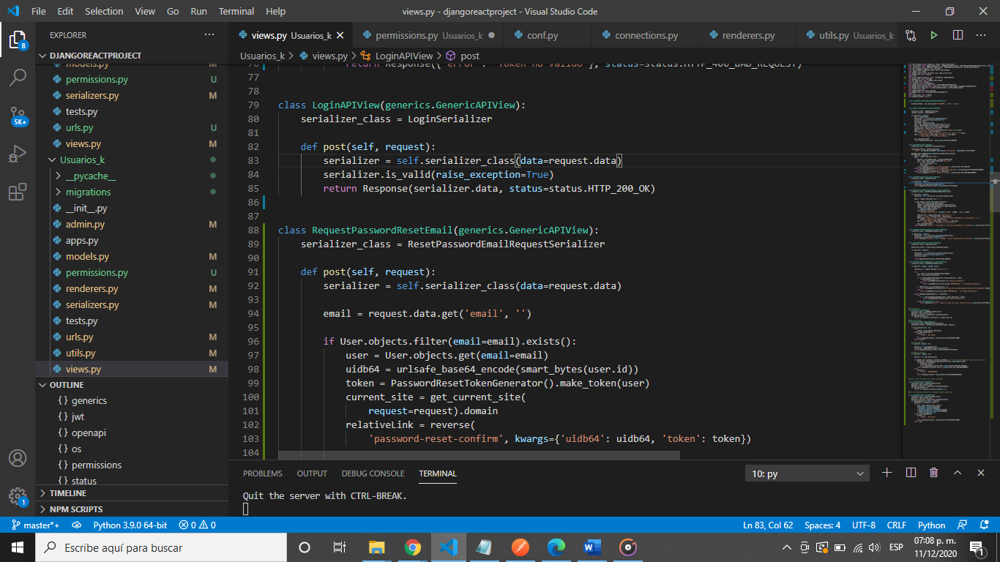 File Edit Selection View Go Run Terminal Help
views.py - djangoreactproject - Visual Studio Code
EXPLORER
views.py Usuarios_k
permissions.py Usuarios_k
conf.py
connections.py
renderers.py
utils.py Usuarios_k
DJANGOREACTPROJECT
models.py
permissions.py U
serializers.py M
tests.py
urls.py U
views.py M
Usuarios_k
__pycache__
migrations
__init__.py
admin.py M
apps.py
models.py M
permissions.py U
renderers.py M
serializers.py M
tests.py
urls.py M
utils.py M
views.py M
OUTLINE
{} generics
{} jwt
{} openapi
{} os
{} permissions
{} status
TIMELINE
NPM SCRIPTS
8
5K+
1
Usuarios_k > views.py > LoginAPIView > post
76 return Response({'error': 'Token no valido'}, status=status.HTTP_400_BAD_REQUEST)
77
78
79 class LoginAPIView(generics.GenericAPIView):
80 serializer_class = LoginSerializer
81
82 def post(self, request):
83 serializer = self.serializer_class(data=request.data)
84 serializer.is_valid(raise_exception=True)
85 return Response(serializer.data, status=status.HTTP_200_OK)
86
87
88 class RequestPasswordResetEmail(generics.GenericAPIView):
89 serializer_class = ResetPasswordEmailRequestSerializer
90
91 def post(self, request):
92 serializer = self.serializer_class(data=request.data)
93
94 email = request.data.get('email', '')
95
96 if User.objects.filter(email=email).exists():
97 user = User.objects.get(email=email)
98 uidb64 = urlsafe_base64_encode(smart_bytes(user.id))
99 token = PasswordResetTokenGenerator().make_token(user)
100 current_site = get_current_site(
101 request=request).domain
102 relativeLink = reverse(
103 'password-reset-confirm', kwargs={'uidb64': uidb64, 'token': token})
104
PROBLEMS OUTPUT DEBUG CONSOLE TERMINAL
10: py
Quit the server with CTRL-BREAK.
master*+ Python 3.9.0 64-bit 0 0
Ln 83, Col 62 Spaces: 4 UTF-8 CRLF Python
Escribe aquí para buscar
ESP
07:08 p. m.
11/12/2020
1